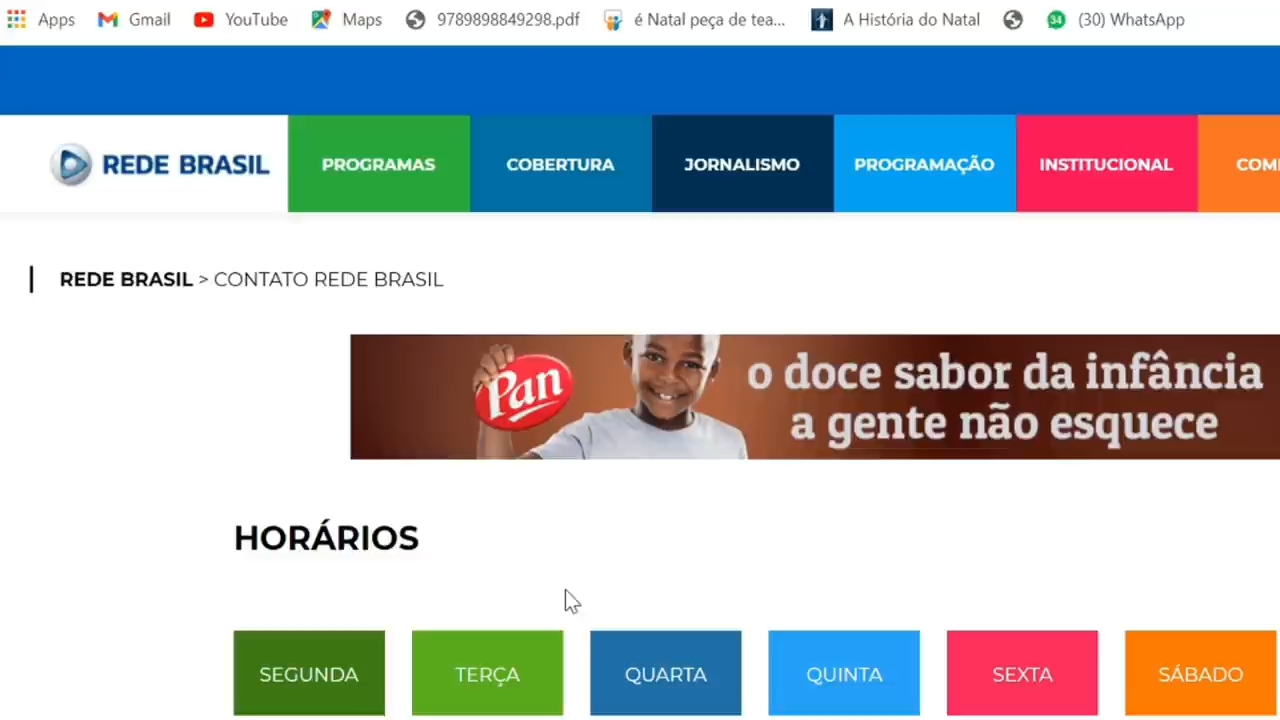 Apps Gmail YouTube Maps 9789898849298.pdf é Natal peça de tea... A História do Natal 34 (30) WhatsApp
REDE BRASIL PROGRAMAS COBERTURA JORNALISMO PROGRAMAÇÃO INSTITUCIONAL COM
REDE BRASIL > CONTATO REDE BRASIL
Pan
o doce sabor da infância
a gente não esquece
HORÁRIOS
SEGUNDA TERÇA QUARTA QUINTA SEXTA SÁBADO